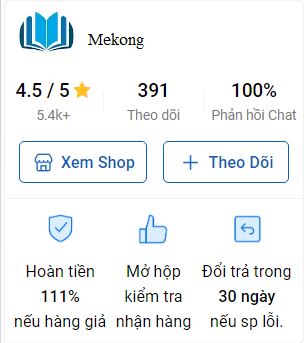 Mekong
4.5 / 5 391 100%
5.4k+ Theo dõi Phản hồi Chat
Xem Shop + Theo Dõi
Hoàn tiền Mở hộp Đổi trả trong
111% kiểm tra 30 ngày
nếu hàng giả nhận hàng nếu sp lỗi.